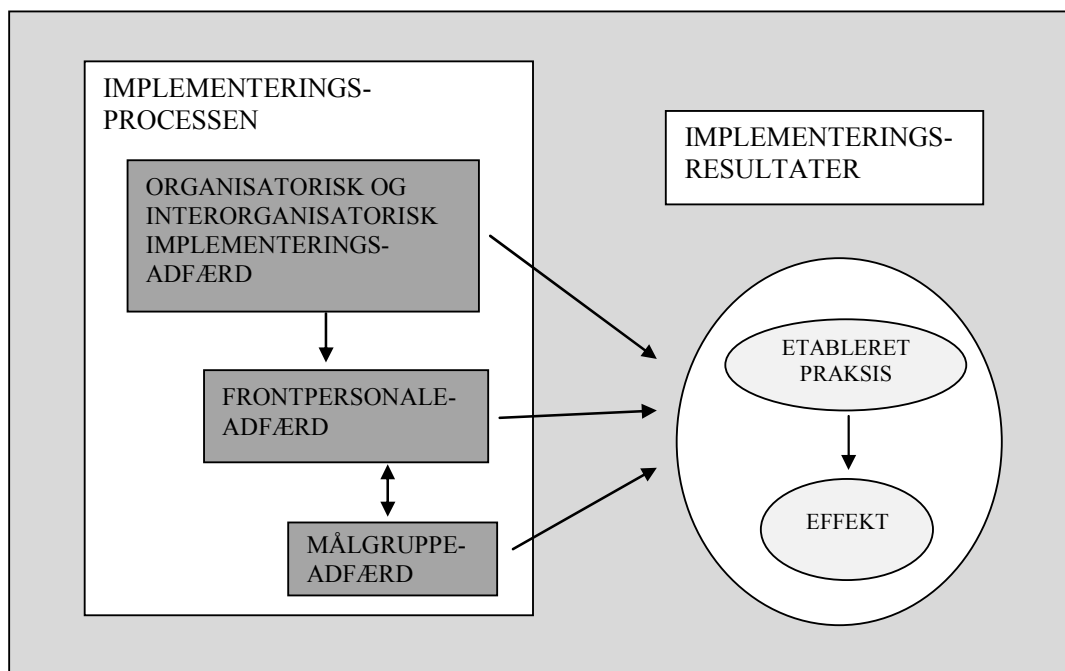 IMPLEMENTERINGS-
PROCESSEN
ORGANISATORISK OG
INTERORGANISATORISK
IMPLEMENTERINGS-
ADFÆRD
FRONTPERSONALE-
ADFÆRD
MÅLGRUPPE-
ADFÆRD
IMPLEMENTERINGS-
RESULTATER
ETABLERET
PRAKSIS
EFFEKT